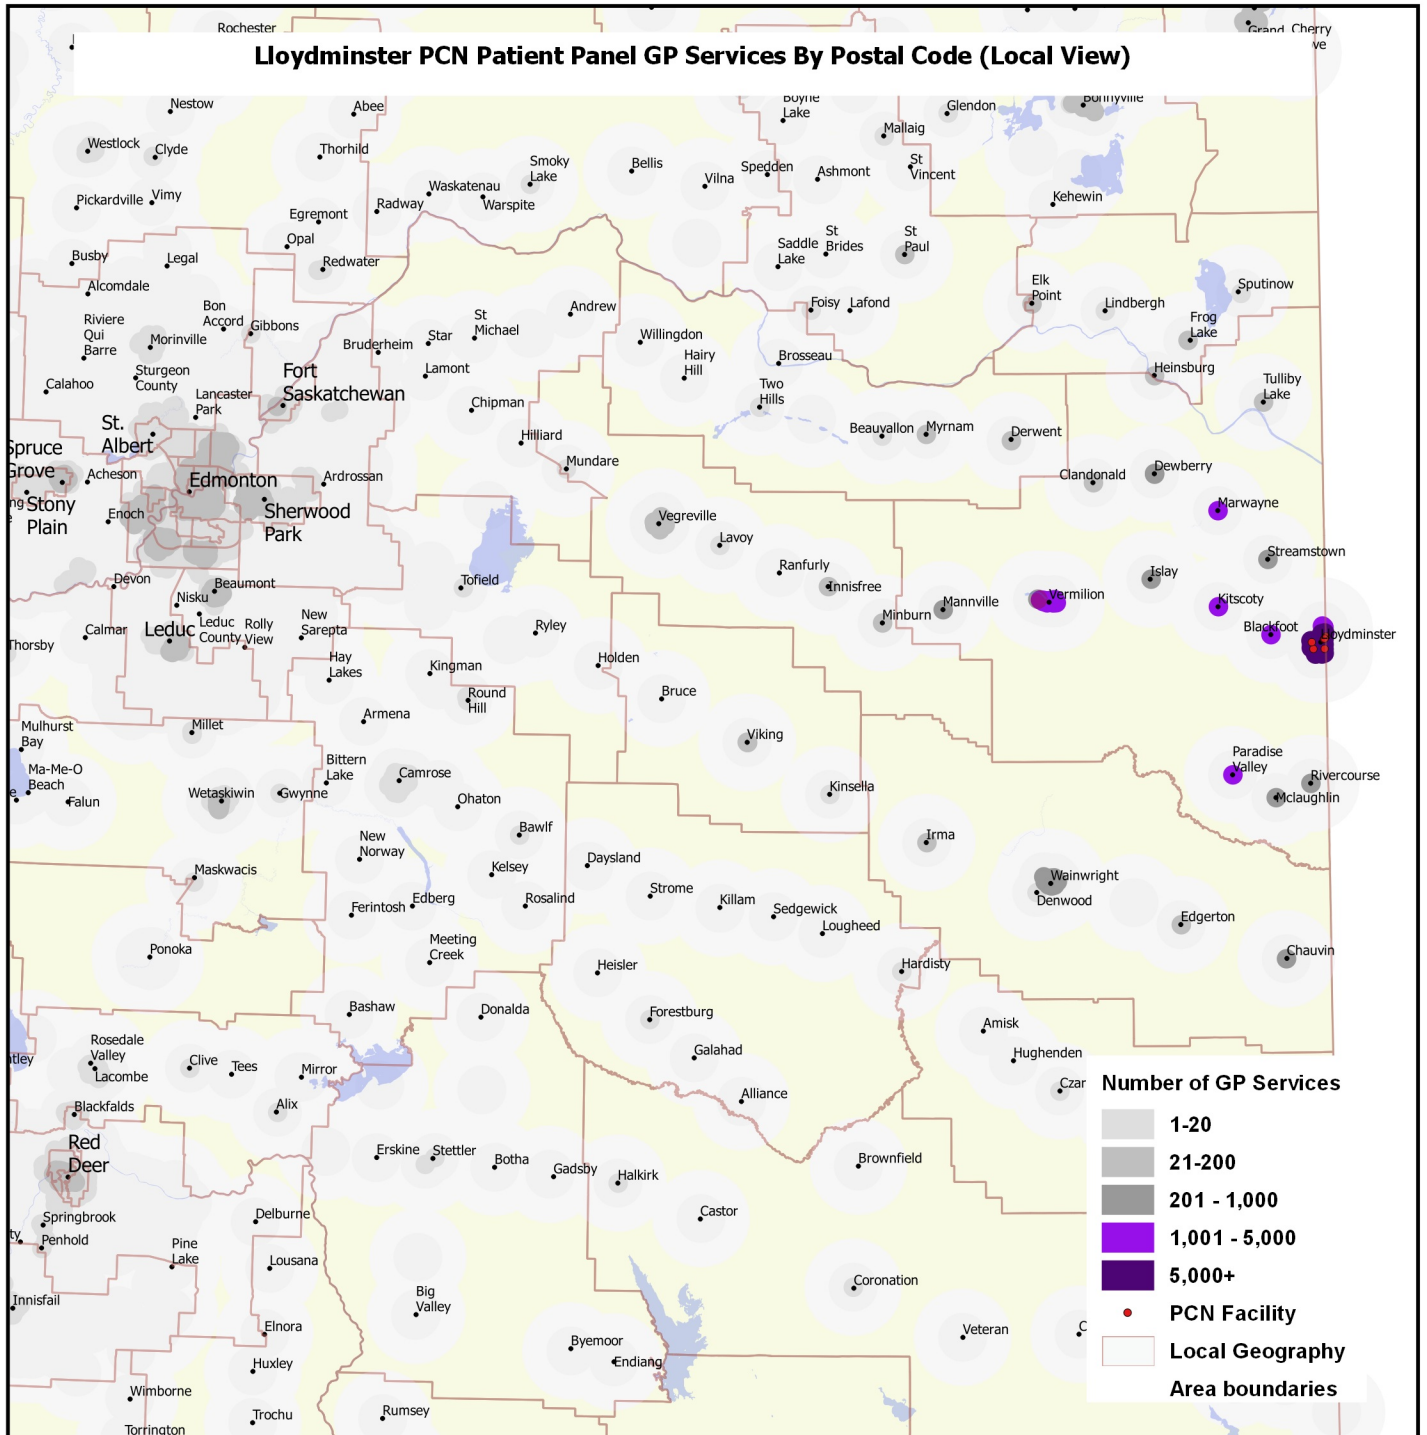 Rochester
Grand Cherry
Lloydminster PCN Patient Panel GP Services By Postal Code (Local View)
Nestow
Abee
Boyne
Lake
Glendon
Bonnyville
Westlock
Clyde
Thorhild
Smoky
Lake
Bellis
Vilna
Spedden
Ashmont
Mallaig
St
Vincent
Pickardville
Vimy
Radway
Waskatenau
Warspite
Kehewin
Egremont
Opal
Redwater
Busby
Legal
Saddle
Lake
St
Brides
St
Paul
Alcomdale
Bon
Accord
Gibbons
Riviere
Qui
Barre
Morinville
St
Michael
Andrew
Star
Bruderheim
Lamont
Willingdon
Hairy
Hill
Foisy
Lafond
Brosseau
Elk
Point
Lindbergh
Sputinow
Frog
Lake
Heinsburg
Tulliby
Lake
Calahoo
Sturgeon
County
Lancaster
Park
Fort
Saskatchewan
Chipman
Two
Hills
Beauvallon
Myrnam
Derwent
St.
Albert
Hilliard
Mundare
Spruce
Grove
Acheson
Edmonton
Ardrossan
Clandonald
Dewberry
ng
Stony
Plain
Enoch
Sherwood
Park
Vegreville
Lavoy
Marwayne
Streamstown
Devon
Beaumont
Nisku
Tofield
Ranfurly
Innisfree
Minburn
Mannville
Vermilion
Islay
Kitscoty
Blackfoot
Lloydminster
Thorsby
Calmar
Leduc
Leduc
County
Rolly
View
New
Sarepta
Hay
Lakes
Ryley
Kingman
Holden
Round
Hill
Bruce
Armena
Viking
Mulhurst
Bay
Millet
Ma-Me-O
Beach
Falun
Wetaskiwin
Gwynne
Bittern
Lake
Camrose
Ohaton
Kinsella
Paradise
Valley
Rivercourse
Mclaughlin
Bawlf
New
Norway
Kelsey
Daysland
Irma
Maskwacis
Ferintosh
Edberg
Rosalind
Strome
Killam
Sedgewick
Lougheed
Wainwright
Denwood
Edgerton
Chauvin
Ponoka
Meeting
Creek
Heisler
Hardisty
Bashaw
Donalda
Forestburg
Amisk
Rosedale
Valley
Lacombe
Clive
Tees
Mirror
Galahad
Hughenden
Blackfalds
Alix
Alliance
Czar
Red
Deer
Erskine
Stettler
Botha
Gadsby
Halkirk
Brownfield
Springbrook
Penhold
Delburne
Castor
Pine
Lake
Lousana
Innisfail
Big
Valley
Coronation
Elnora
Byemoor
Endiang
Veteran
Huxley
Wimborne
Trochu
Torrington
Rumsey
Number of GP Services
1-20
21-200
201 - 1,000
1,001 - 5,000
5,000+
PCN Facility
Local Geography
Area boundaries